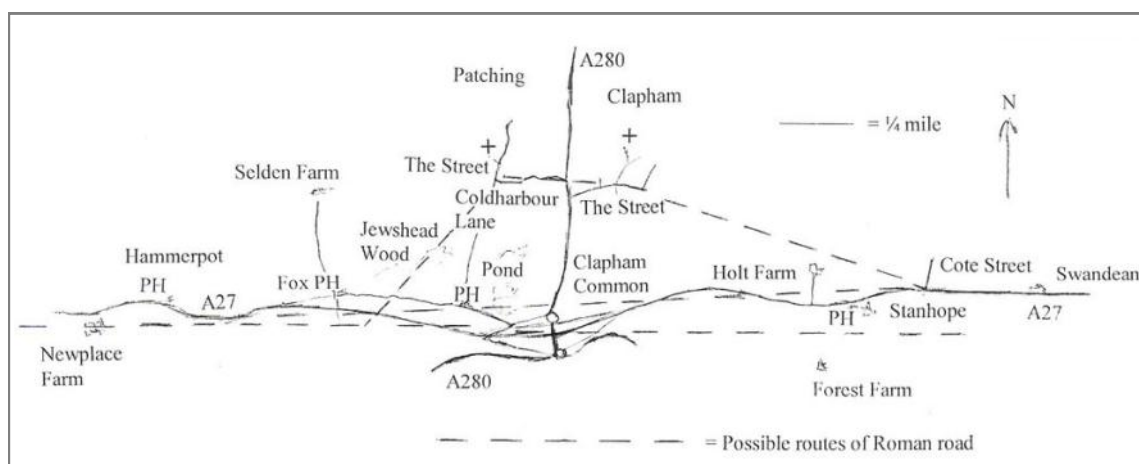 A280
Patching
Clapham
N
= ¼ mile
The Street
Selden Farm
Coldharbour
Lane
The Street
Jewshead
Wood
Hammerpot
PH
Fox PH
A27
PH
Pond
Clapham
Common
Holt Farm
Cote Street
Swandean
PH
Stanhope
A27
Newplace
Farm
A280
Forest Farm
= Possible routes of Roman road